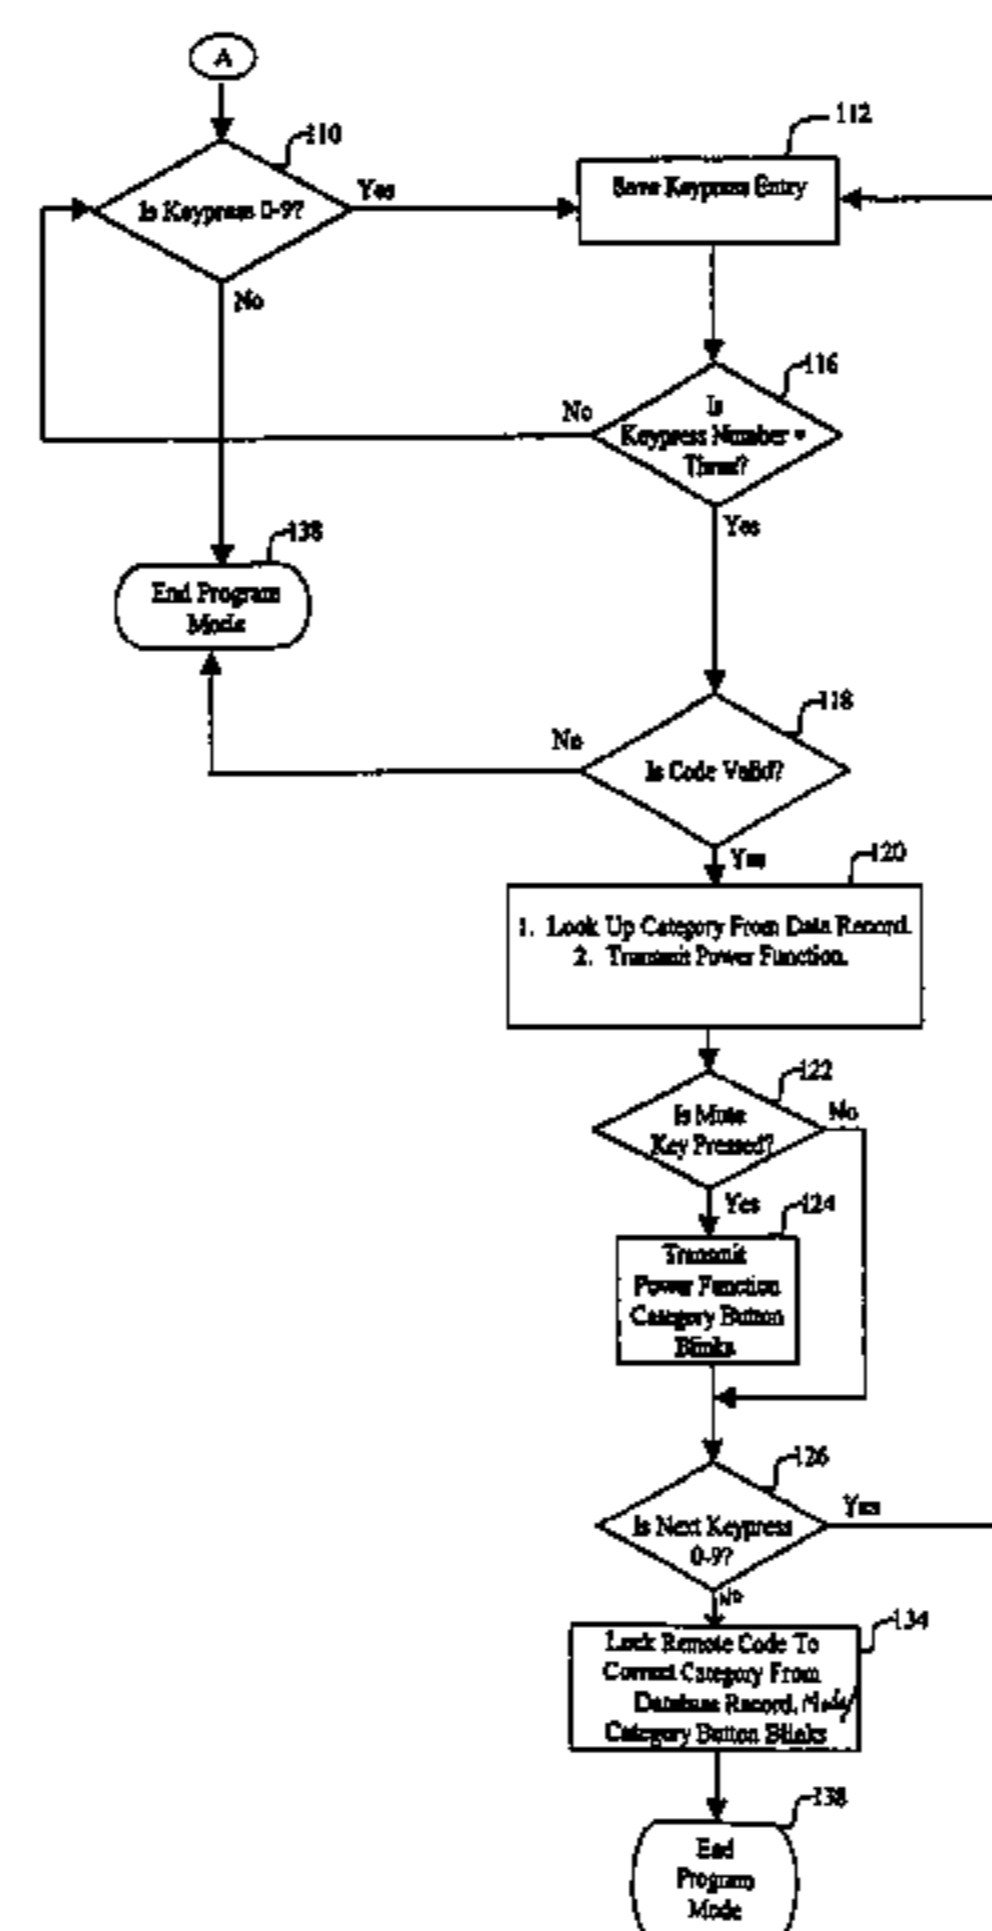 A
110
112
Is Keypress 0-9?
Yes
Save Keypress Entry
No
116
No
Is
Keypress Number =
Three?
Yes
138
End Program
Mode
118
No
Is Code Valid?
Yes
120
1. Look Up Category From Data Record.
2. Transmit Power Function.
122
Is Mute
Key Pressed?
No
Yes
124
Transmit
Power Function
Category Button
Blinks
126
Is Next Keypress
0-9?
Yes
No
134
Lock Remote Code To
Correct Category From
Database Record.
Category Button Blinks
138
End
Program
Mode